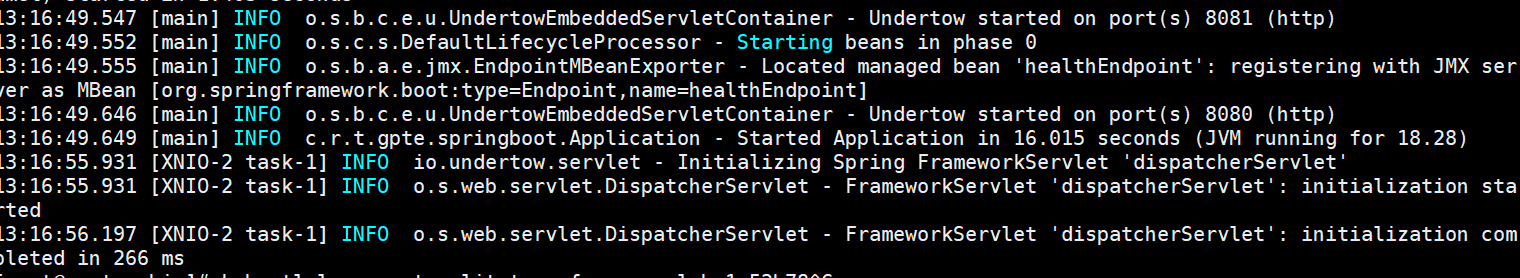 13:16:49.547 [main] INFO  o.s.b.c.e.u.UndertowEmbeddedServletContainer - Undertow started on port(s) 8081 (http)
13:16:49.552 [main] INFO  o.s.c.s.DefaultLifecycleProcessor - Starting beans in phase 0
13:16:49.555 [main] INFO  o.s.b.a.e.jmx.EndpointMBeanExporter - Located managed bean 'healthEndpoint': registering with JMX ser
ver as MBean [org.springframework.boot:type=Endpoint,name=healthEndpoint]
13:16:49.646 [main] INFO  o.s.b.c.e.u.UndertowEmbeddedServletContainer - Undertow started on port(s) 8080 (http)
13:16:49.649 [main] INFO  c.r.t.gpte.springboot.Application - Started Application in 16.015 seconds (JVM running for 18.28)
13:16:55.931 [XNIO-2 task-1] INFO  io.undertow.servlet - Initializing Spring FrameworkServlet 'dispatcherServlet'
13:16:55.931 [XNIO-2 task-1] INFO  o.s.web.servlet.DispatcherServlet - FrameworkServlet 'dispatcherServlet': initialization sta
rted
13:16:56.197 [XNIO-2 task-1] INFO  o.s.web.servlet.DispatcherServlet - FrameworkServlet 'dispatcherServlet': initialization com
pleted in 266 ms